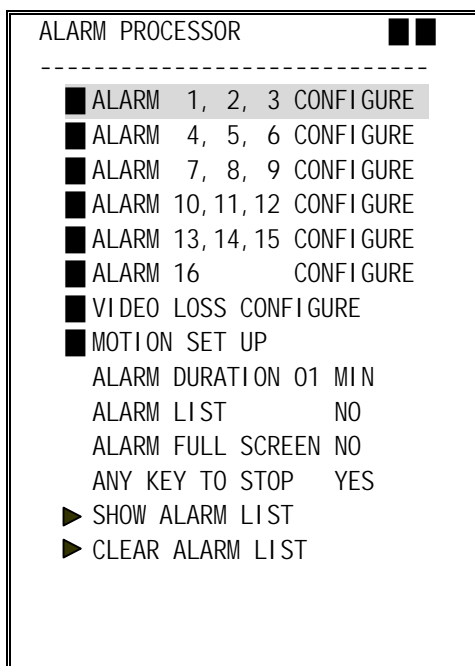 ALARM PROCESSOR
----------------------------
ALARM 1, 2, 3 CONFIGURE
ALARM 4, 5, 6 CONFIGURE
ALARM 7, 8, 9 CONFIGURE
ALARM 10,11,12 CONFIGURE
ALARM 13,14,15 CONFIGURE
ALARM 16 CONFIGURE
VIDEO LOSS CONFIGURE
MOTION SET UP
ALARM DURATION 01 MIN
ALARM LIST NO
ALARM FULL SCREEN NO
ANY KEY TO STOP YES
SHOW ALARM LIST
CLEAR ALARM LIST